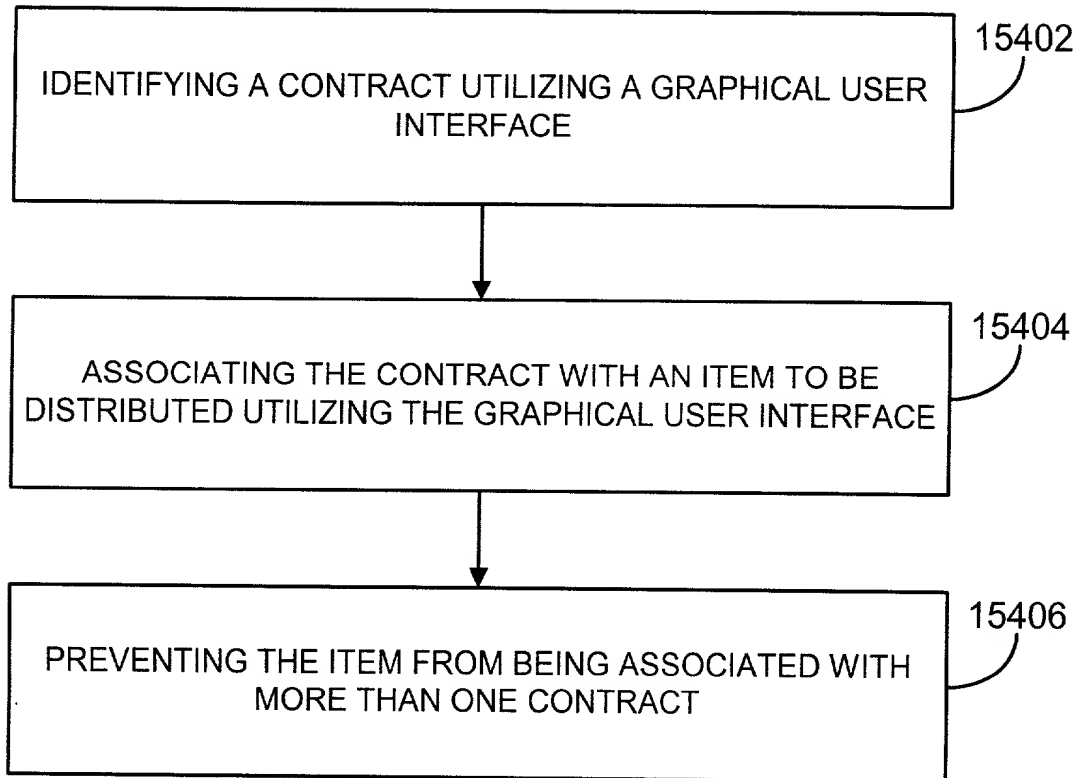 15402
IDENTIFYING A CONTRACT UTILIZING A GRAPHICAL USER
INTERFACE
15404
ASSOCIATING THE CONTRACT WITH AN ITEM TO BE
DISTRIBUTED UTILIZING THE GRAPHICAL USER INTERFACE
15406
PREVENTING THE ITEM FROM BEING ASSOCIATED WITH
MORE THAN ONE CONTRACT